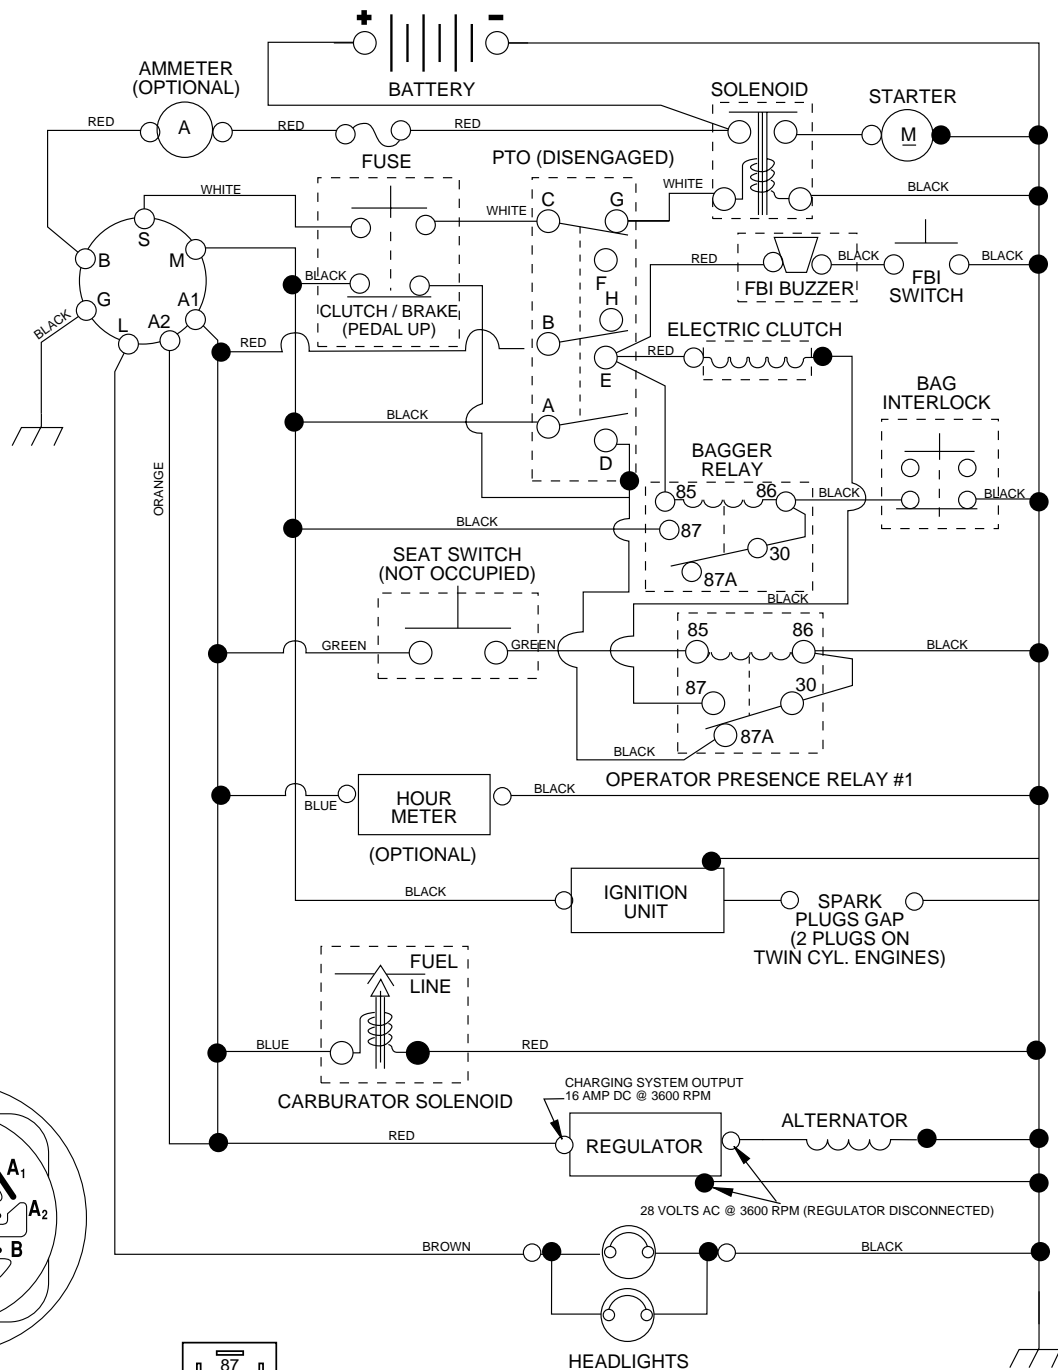 + -
BATTERY
AMMETER
(OPTIONAL)
RED
A
RED
RED
FUSE
SOLENOID
STARTER
M
PTO (DISENGAGED)
WHITE
WHITE
C
G
WHITE
BLACK
S
B
M
G
L
A2
A1
BLACK
BLACK
CLUTCH / BRAKE
(PEDAL UP)
F
H
RED
BLACK
BLACK
FBI BUZZER
FBI
SWITCH
RED
B
E
RED
ELECTRIC CLUTCH
BLACK
A
D
BAG
INTERLOCK
BAGGER
RELAY
ORANGE
85
86
BLACK
BLACK
BLACK
87
30
87A
BLACK
SEAT SWITCH
(NOT OCCUPIED)
GREEN
GREEN
85
86
BLACK
87
30
87A
BLACK
OPERATOR PRESENCE RELAY #1
BLUE
HOUR
METER
BLACK
(OPTIONAL)
BLACK
IGNITION
UNIT
SPARK
PLUGS GAP
(2 PLUGS ON
TWIN CYL. ENGINES)
FUEL
LINE
BLUE
RED
CARBURATOR SOLENOID
CHARGING SYSTEM OUTPUT
16 AMP DC @ 3600 RPM
RED
REGULATOR
ALTERNATOR
28 VOLTS AC @ 3600 RPM (REGULATOR DISCONNECTED)
A1
A2
B
BROWN
BLACK
HEADLIGHTS
87